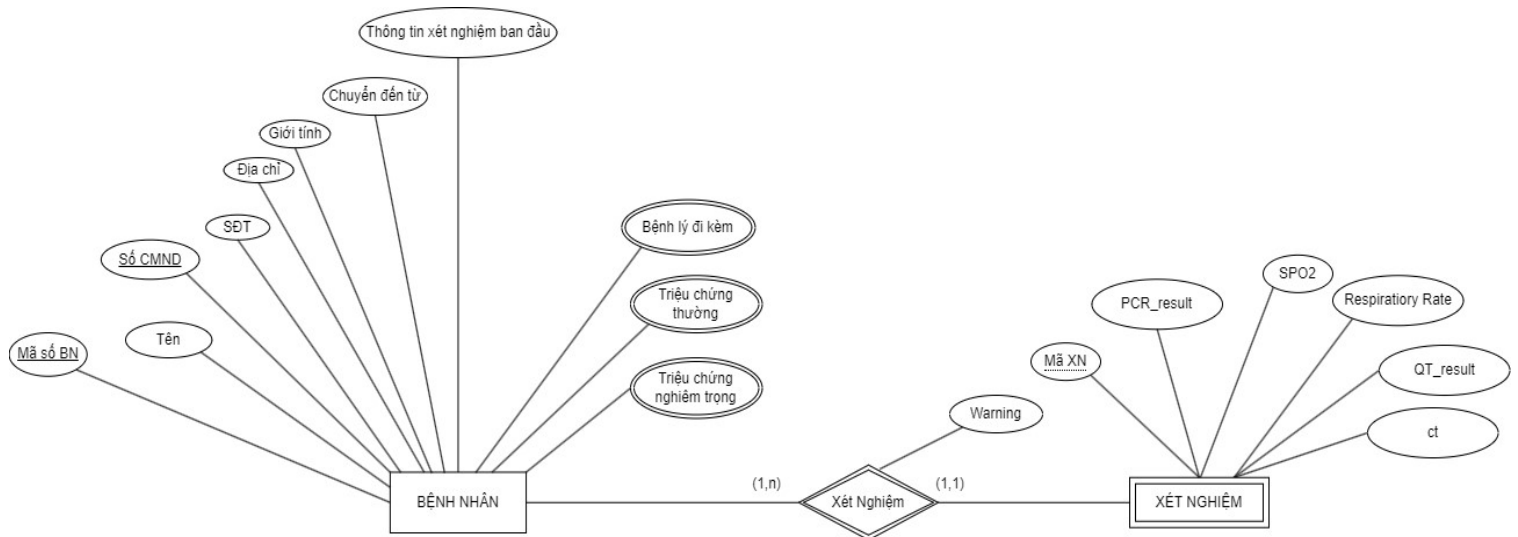 Thông tin xét nghiệm ban đầu
Chuyển đến từ
Giới tính
Địa chỉ
SĐT
Số CMND
Tên
Mã số BN
Bệnh lý đi kèm
Triệu chứng
thường
Triệu chứng
nghiêm trọng
BỆNH NHÂN
(1,n)
Xét Nghiệm
(1,1)
Warning
XÉT NGHIỆM
Mã XN
PCR_result
SPO2
Respiratiory Rate
QT_result
ct